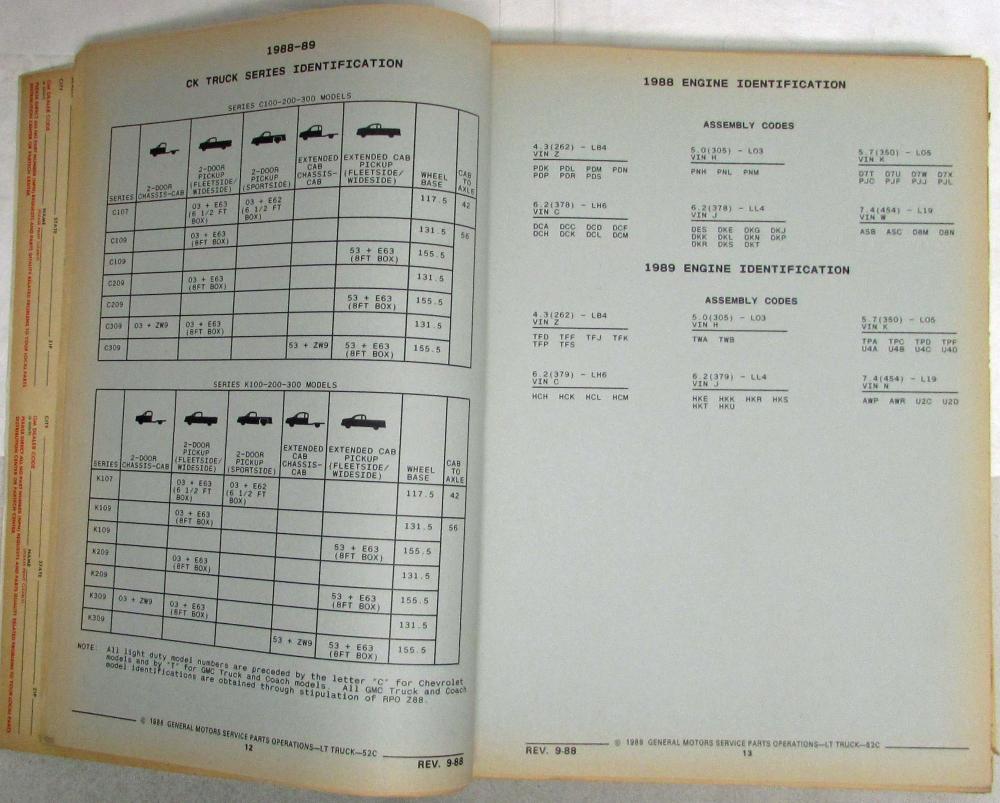 1988-89
CK TRUCK SERIES IDENTIFICATION
SERIES C100-200-300 MODELS
SERIES
2-DOOR CHASSIS-CAB
2-DOOR PICKUP (FLEETSIDE/ WIDESIDE)
2-DOOR PICKUP (SPORTSIDE)
EXTENDED CAB CHASSIS- CAB
EXTENDED CAB PICKUP (FLEETSIDE/ WIDESIDE)
WHEEL BASE
CAB TO AXLE
C107 03 + E63 (6 1/2 FT BOX) 03 + E62 (6 1/2 FT BOX) 117.5 42
C109 03 + E63 (8FT BOX) 131.5 56
C109 53 + E63 (8FT BOX) 155.5
C209 03 + E63 (8FT BOX) 131.5
C209 53 + E63 (8FT BOX) 155.5
C309 03 + ZW9 03 + E63 (8FT BOX) 131.5
C309 53 + ZW9 53 + E63 (8FT BOX) 155.5
SERIES K100-200-300 MODELS
SERIES
2-DOOR CHASSIS-CAB
2-DOOR PICKUP (FLEETSIDE/ WIDESIDE)
2-DOOR PICKUP (SPORTSIDE)
EXTENDED CAB CHASSIS- CAB
EXTENDED CAB PICKUP (FLEETSIDE/ WIDESIDE)
WHEEL BASE
CAB TO AXLE
K107 03 + E63 (6 1/2 FT BOX) 03 + E62 (6 1/2 FT BOX) 117.5 42
K109 03 + E63 (8FT BOX) 131.5 56
K109 53 + E63 (8FT BOX) 155.5
K209 03 + E63 (8FT BOX) 131.5
K209 53 + E63 (8FT BOX) 155.5
K309 03 + ZW9 03 + E63 (8FT BOX) 131.5
K309 53 + ZW9 53 + E63 (8FT BOX) 155.5
NOTE: All light duty model numbers are preceded by the letter "C" for Chevrolet
models and by "T" for GMC Truck and Coach models. All GMC Truck and Coach
model identifications are obtained through stipulation of RPO Z88.
© 1988 GENERAL MOTORS SERVICE PARTS OPERATIONS—LT TRUCK—52C
12
REV. 9-88
1988 ENGINE IDENTIFICATION
ASSEMBLY CODES
4.3(262) - LB4 5.0(305) - LO3 5.7(350) - LO5
VIN Z VIN H VIN K
PDK PDL PDM PDN PNH PNL PNM D7T D7U D7W D7X
PDP PDR PDS PJC PJF PJJ PJL
6.2(378) - LH6 6.2(378) - LL4 7.4(454) - L19
VIN C VIN J VIN W
DCA DCC DCD DCF DES DKE DKG DKJ ASB ASC D8M D8N
DCH DCK DCL DCM DKK DKL DKN DKP
DKR DKS DKT
1989 ENGINE IDENTIFICATION
ASSEMBLY CODES
4.3(262) - LB4 5.0(305) - LO3 5.7(350) - LO5
VIN Z VIN H VIN K
TFD TFF TFJ TFK TWA TWB TPA TPC TPD TPF
TFP TFS U4A U4B U4C U4D
6.2(379) - LH6 6.2(379) - LL4 7.4(454) - L19
VIN C VIN J VIN N
HCH HCK HCL HCM HKE HKK HKR HKS AWP AWR U2C U2D
HKT HKU
REV. 9-88
© 1988 GENERAL MOTORS SERVICE PARTS OPERATIONS—LT TRUCK—52C
13
CITY STATE ZIP
GM DEALER CODE
NAME
CITY STATE ZIP
GM DEALER CODE
NAME